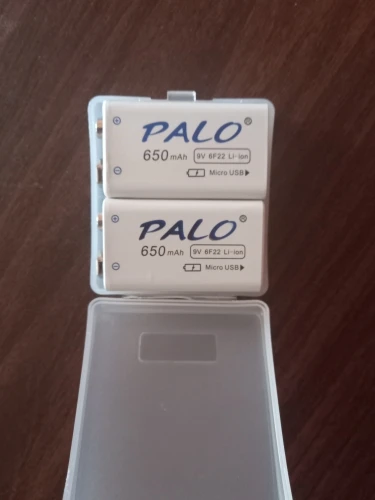 PALO®
650mAh 9V 6F22 Li-ion
Micro USB
PALO®
650mAh 9V 6F22 Li-ion
Micro USB